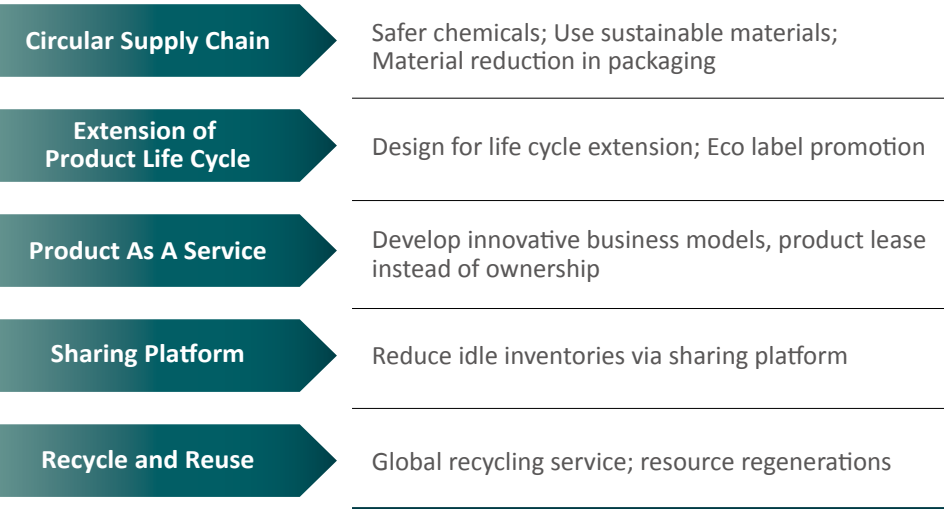 Circular Supply Chain
Safer chemicals; Use sustainable materials;
Material reduction in packaging
Extension of
Product Life Cycle
Design for life cycle extension; Eco label promotion
Product As A Service
Develop innovative business models, product lease
instead of ownership
Sharing Platform
Reduce idle inventories via sharing platform
Recycle and Reuse
Global recycling service; resource regenerations